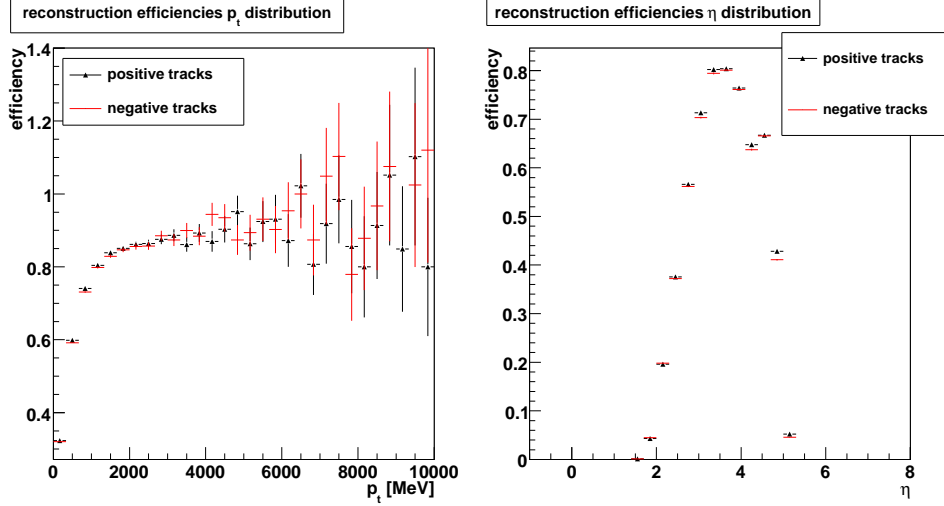 reconstruction efficiencies pt distribution
efficiency
1.4
1.2
1
0.8
0.6
0.4
positive tracks
negative tracks
0 2000 4000 6000 8000 10000
pt [MeV]
reconstruction efficiencies η distribution
efficiency
0.8
0.7
0.6
0.5
0.4
0.3
0.2
0.1
0
positive tracks
negative tracks
0 2 4 6 8
η